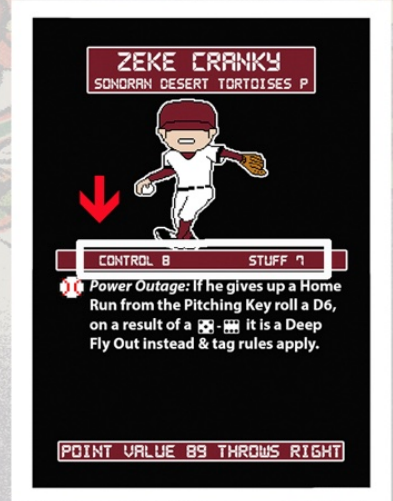 ZEKE CRANKY
SONORAN DESERT TORTOISES P
CONTROL 8 STUFF 7
Power Outage: If he gives up a Home
Run from the Pitching Key roll a D6,
on a result of a ⚄-⚅ it is a Deep
Fly Out instead & tag rules apply.
POINT VALUE 89 THROWS RIGHT